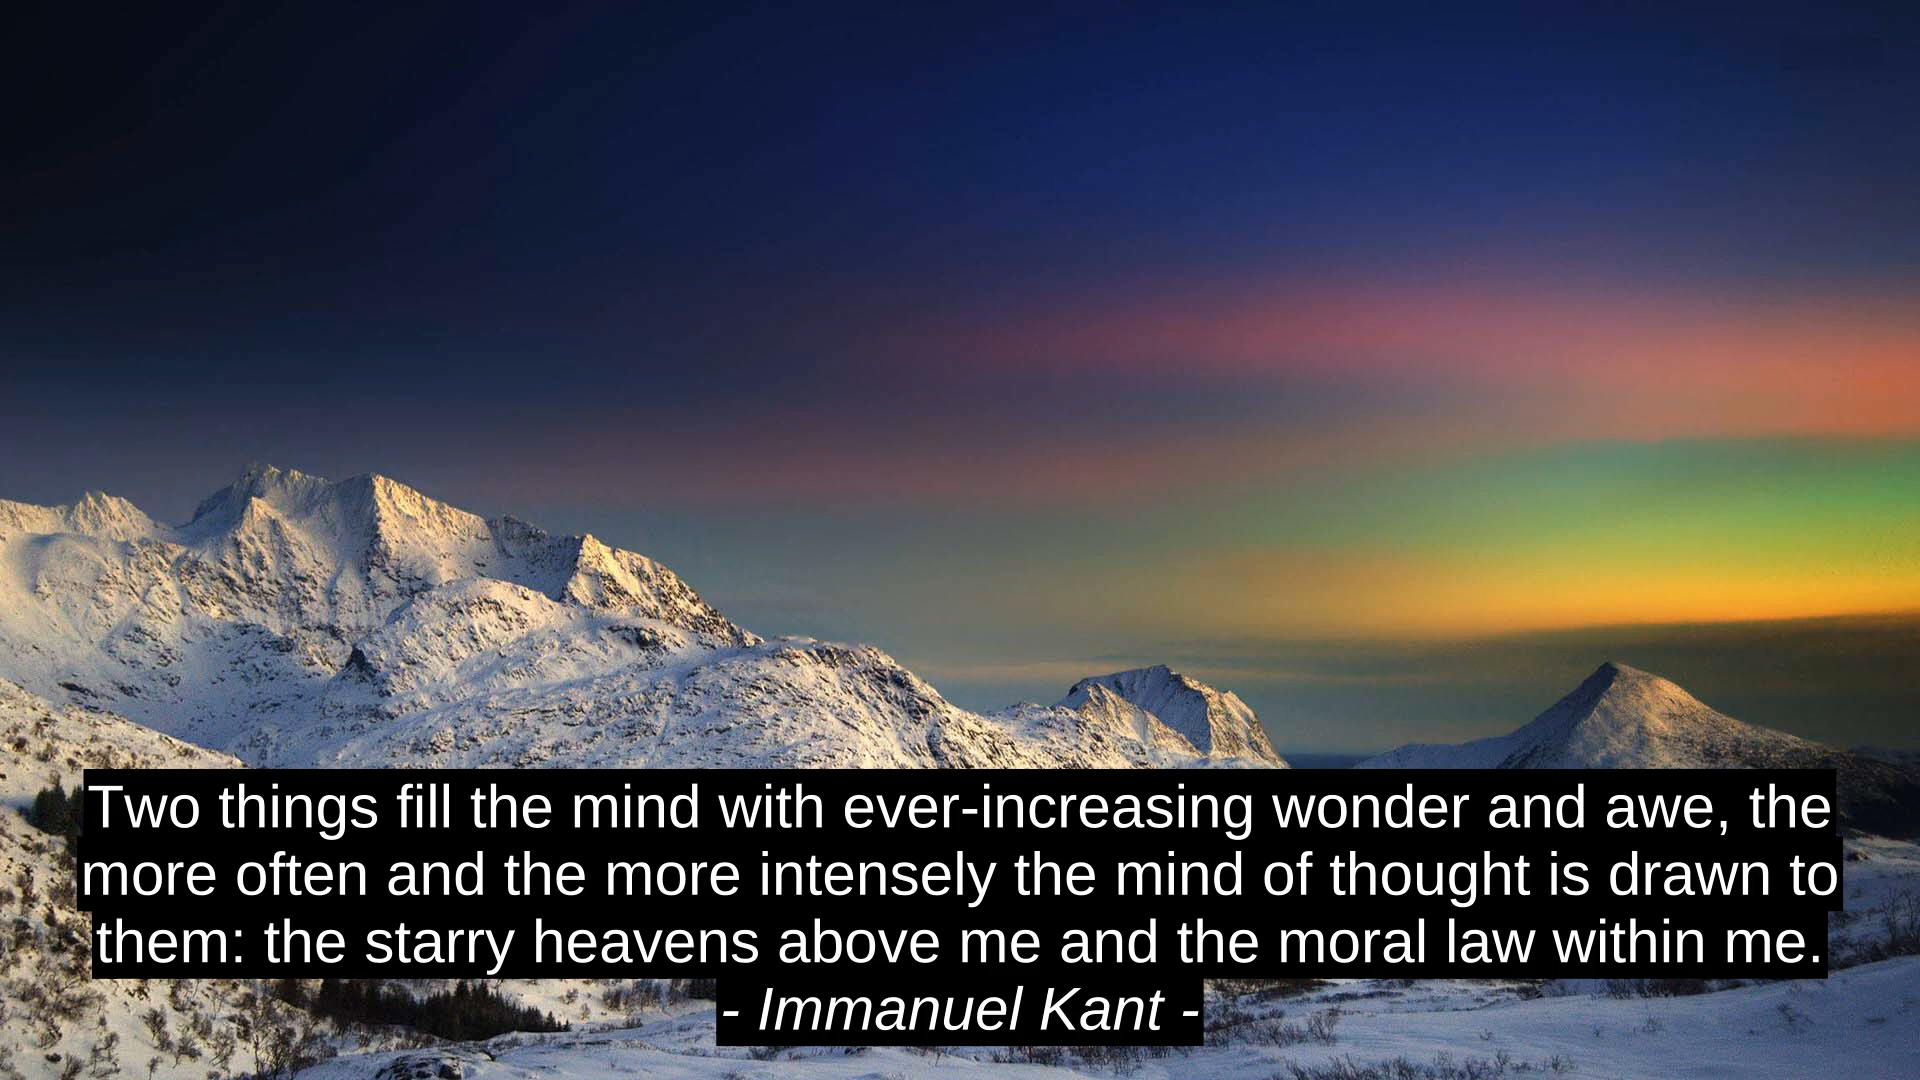 Two things fill the mind with ever-increasing wonder and awe, the
more often and the more intensely the mind of thought is drawn to
them: the starry heavens above me and the moral law within me.
- Immanuel Kant -